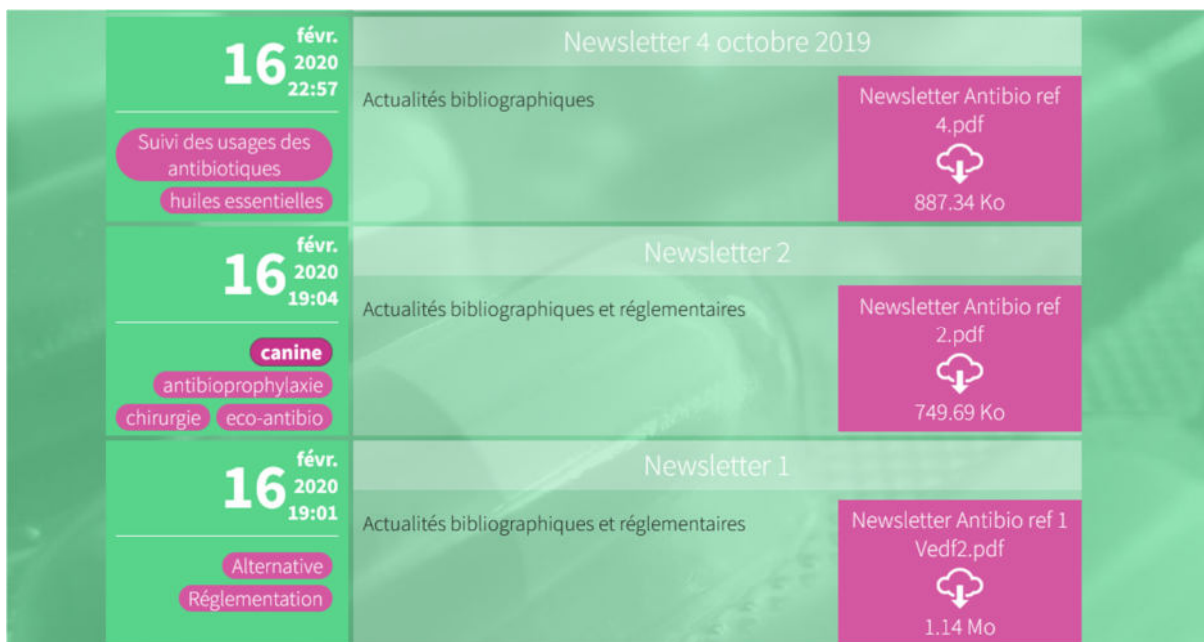 16 févr.
2020
22:57
Suivi des usages des
antibiotiques
huiles essentielles
Newsletter 4 octobre 2019
Actualités bibliographiques
Newsletter Antibio ref
4.pdf
887.34 Ko
16 févr.
2020
19:04
canine
antibioprophylaxie
chirurgie eco-antibio
Newsletter 2
Actualités bibliographiques et réglementaires
Newsletter Antibio ref
2.pdf
749.69 Ko
16 févr.
2020
19:01
Alternative
Réglementation
Newsletter 1
Actualités bibliographiques et réglementaires
Newsletter Antibio ref 1
Vedf2.pdf
1.14 Mo